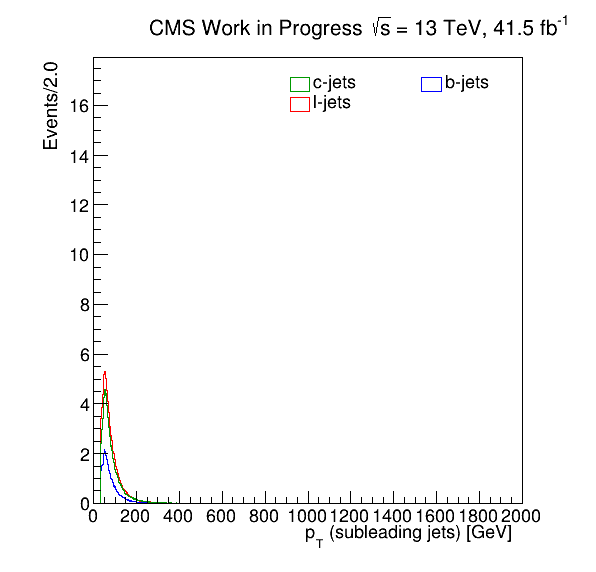 CMS Work in Progress √s = 13 TeV, 41.5 fb⁻¹
Events/2.0
c-jets b-jets
l-jets
16
14
12
10
8
6
4
2
0
0 200 400 600 800 1000 1200 1400 1600 1800 2000
p_T (subleading jets) [GeV]